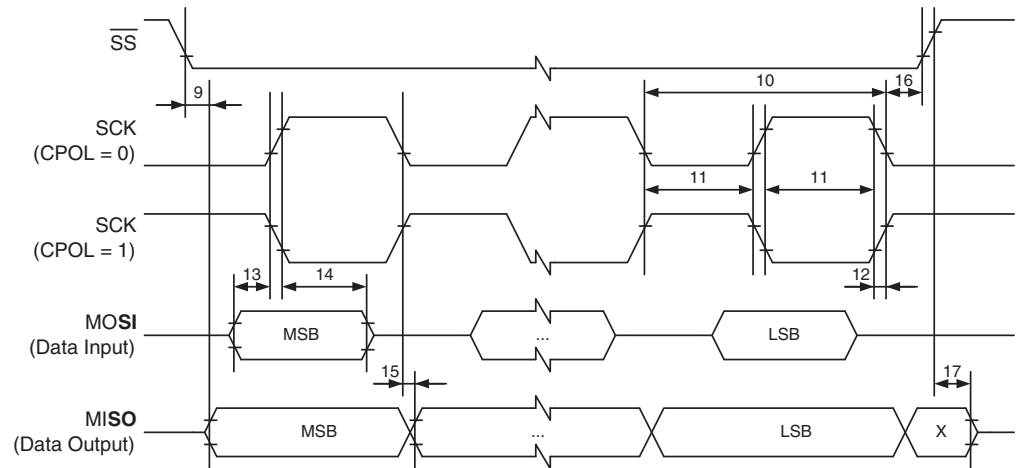 SS
9
10
16
SCK
(CPOL = 0)
11
11
SCK
(CPOL = 1)
13
14
12
MOSI
(Data Input)
MSB
...
LSB
15
17
MISO
(Data Output)
MSB
...
LSB
X